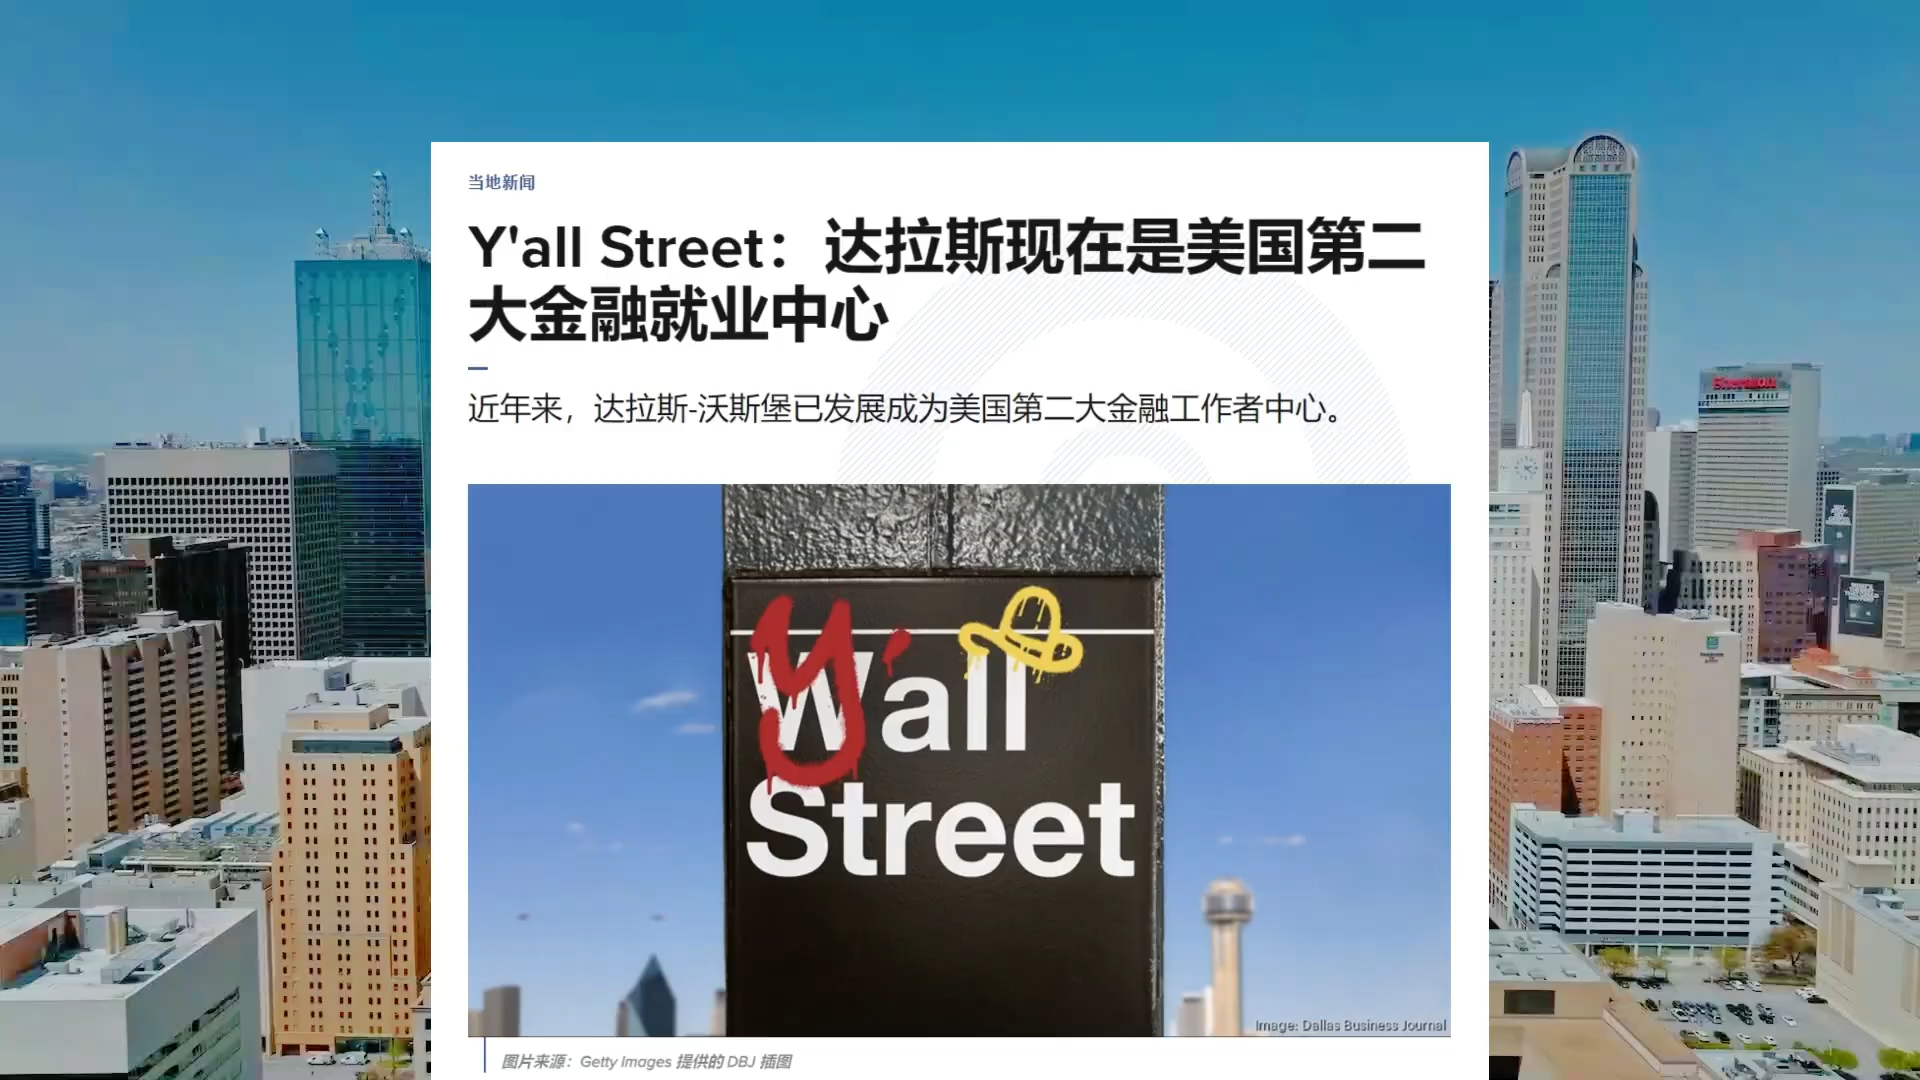 当地新闻
Y'all Street：达拉斯现在是美国第二
大金融就业中心
近年来，达拉斯-沃斯堡已发展成为美国第二大金融工作者中心。
Sheraton
Y'all
Street
Image: Dallas Business Journal
图片来源：Getty Images 提供的 DBJ 插图